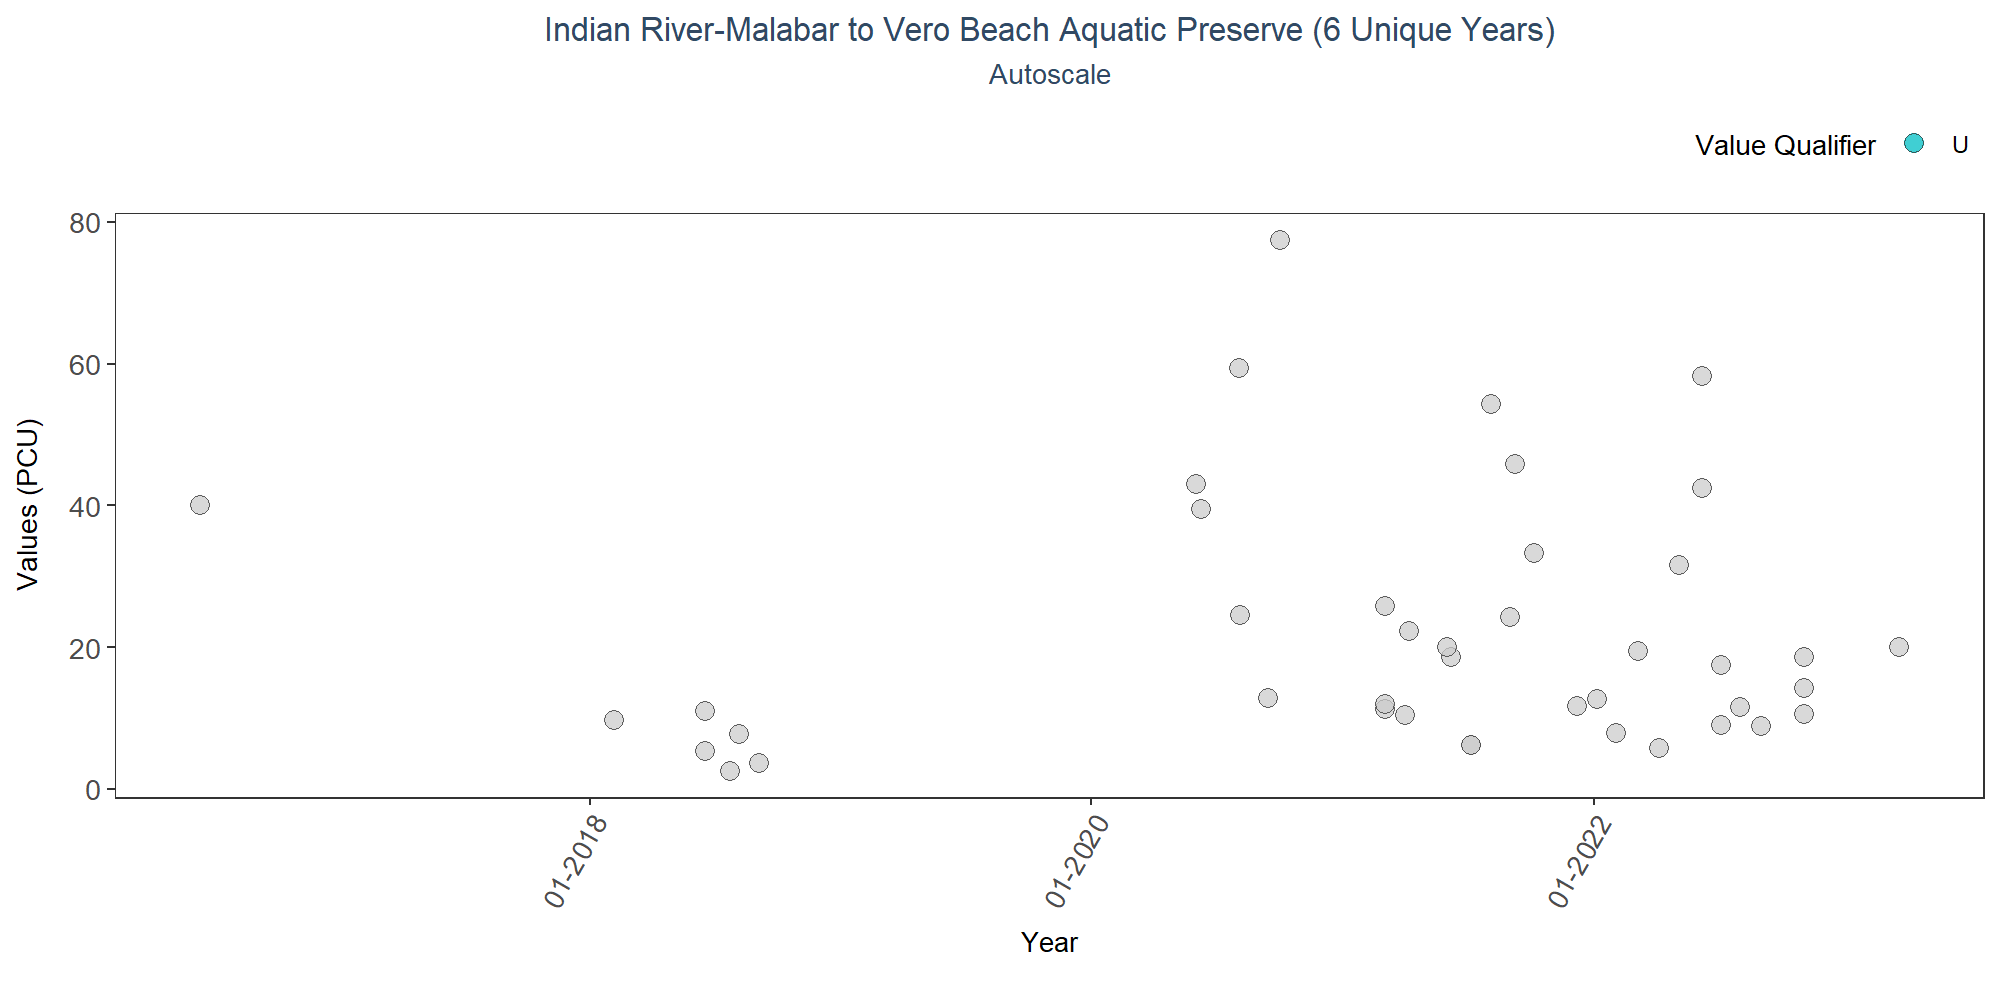 Indian River-Malabar to Vero Beach Aquatic Preserve (6 Unique Years)
Autoscale
Value Qualifier U
80
60
40
20
0
Values (PCU)
01-2018
01-2020
01-2022
Year